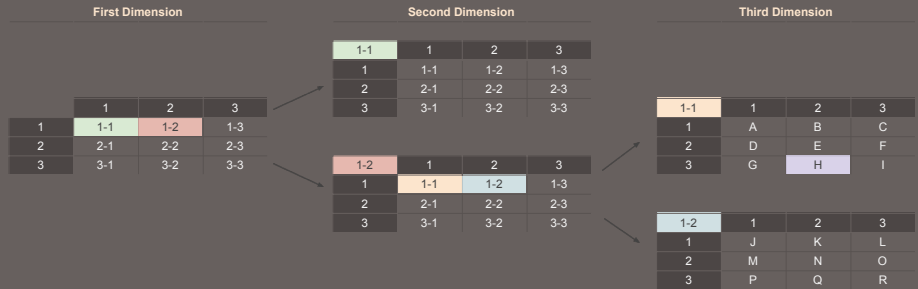 First Dimension
Second Dimension
Third Dimension
1 2 3
1 1-1 1-2 1-3
2 2-1 2-2 2-3
3 3-1 3-2 3-3
1-1 1 2 3
1 1-1 1-2 1-3
2 2-1 2-2 2-3
3 3-1 3-2 3-3
1-2 1 2 3
1 1-1 1-2 1-3
2 2-1 2-2 2-3
3 3-1 3-2 3-3
1-1 1 2 3
1 A B C
2 D E F
3 G H I
1-2 1 2 3
1 J K L
2 M N O
3 P Q R